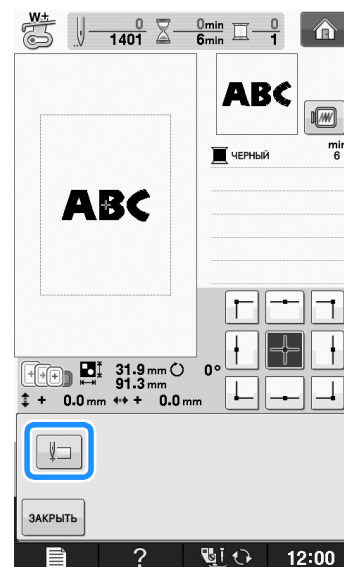 W+
0
1401
0min
6min
0
1
ABC
ЧЕРНЫЙ
min
6
ABC
31.9 mm
91.3 mm
0°
+ 0.0 mm + 0.0 mm
ЗАКРЫТЬ
? 12:00